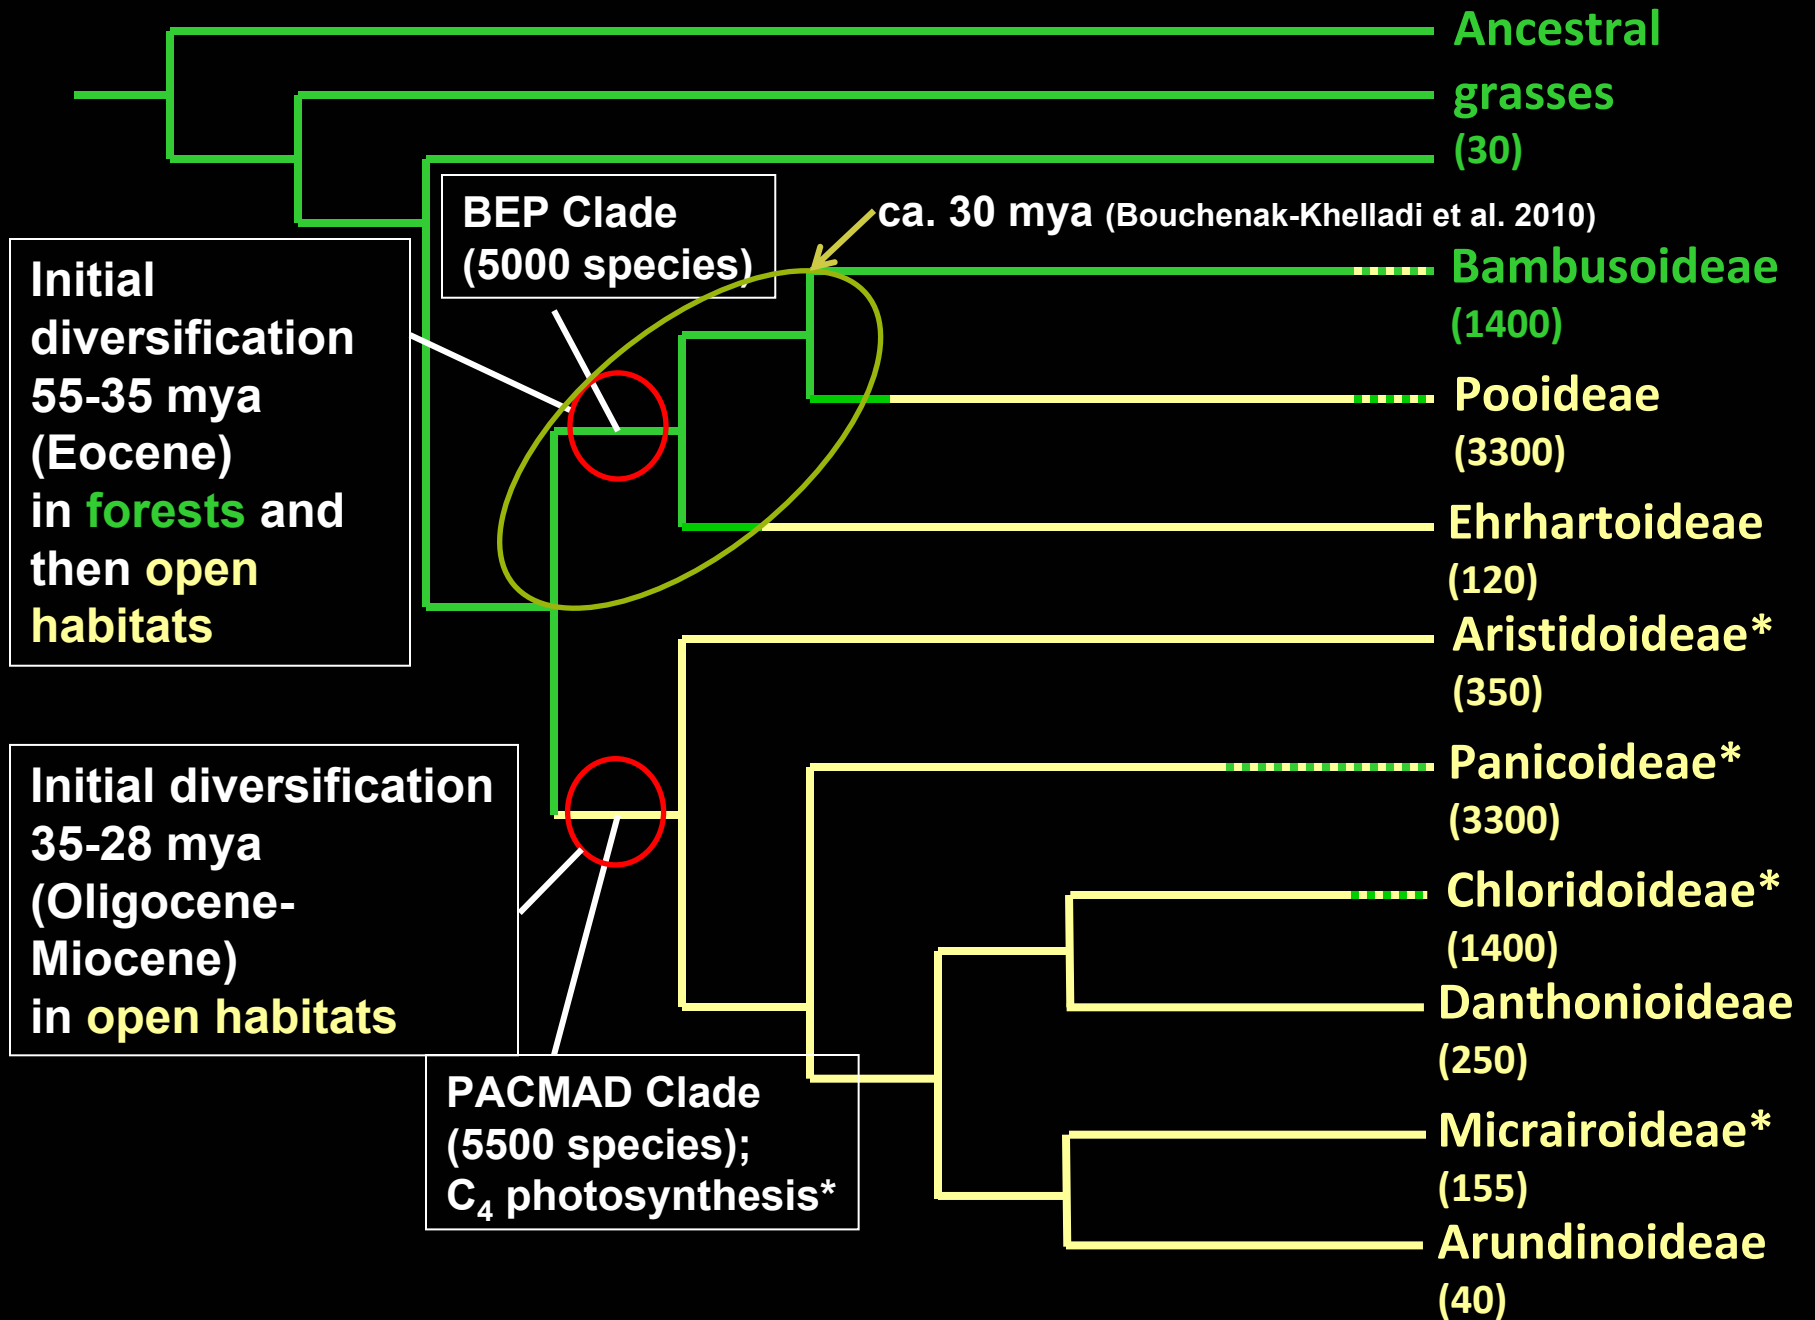 Ancestral
grasses
(30)
BEP Clade
(5000 species)
ca. 30 mya (Bouchenak-Khelladi et al. 2010)
Initial
diversification
55-35 mya
(Eocene)
in forests and
then open
habitats
Bambusoideae
(1400)
Pooideae
(3300)
Ehrhartoideae
(120)
Aristidoideae*
(350)
Initial diversification
35-28 mya
(Oligocene-
Miocene)
in open habitats
Panicoideae*
(3300)
Chloridoideae*
(1400)
Danthonioideae
(250)
PACMAD Clade
(5500 species);
C₄ photosynthesis*
Micrairoideae*
(155)
Arundinoideae
(40)